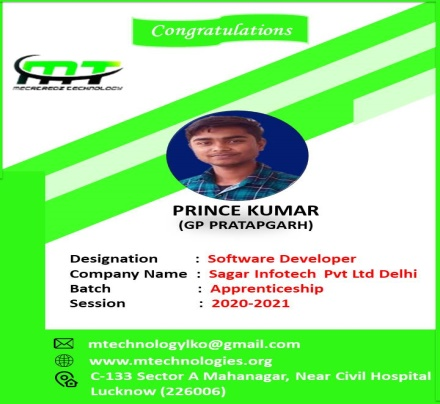 Congratulations
MT
MECATREDZ TECHNOLOGY
PRINCE KUMAR
(GP PRATAPGARH)
Designation : Software Developer
Company Name : Sagar Infotech Pvt Ltd Delhi
Batch : Apprenticeship
Session : 2020-2021
mtechnologylko@gmail.com
www.mtechnologies.org
C-133 Sector A Mahanagar, Near Civil Hospital
Lucknow (226006)